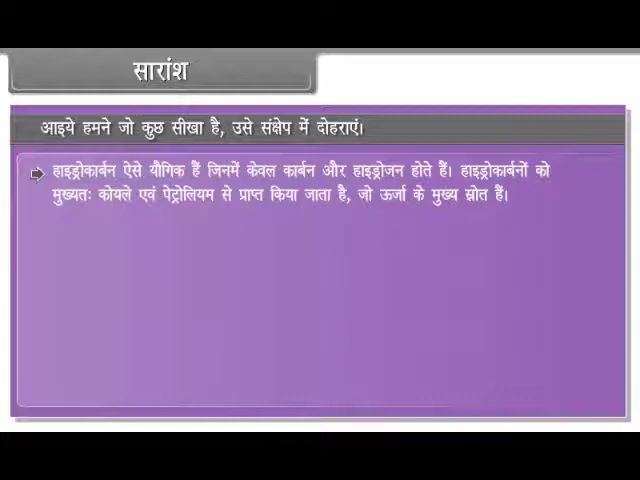 सारांश
आइये हमने जो कुछ सीखा है, उसे संक्षेप में दोहराएं।
हाइड्रोकार्बन ऐसे यौगिक हैं जिनमें केवल कार्बन और हाइड्रोजन होते हैं। हाइड्रोकार्बनों को
मुख्यतः कोयले एवं पेट्रोलियम से प्राप्त किया जाता है, जो ऊर्जा के मुख्य स्रोत हैं।